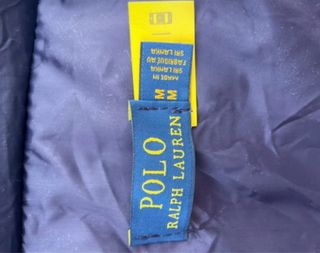 MADE IN
SRI LANKA
FABRIQUÉ AU
SRI LANKA
M
M
POLO
RALPH LAUREN